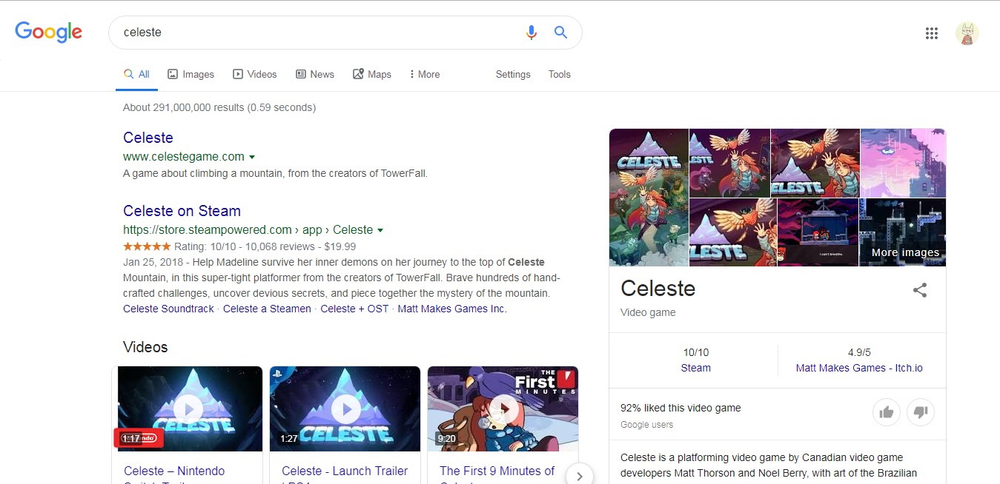 Google
celeste
All
Images
Videos
News
Maps
More
Settings
Tools
About 291,000,000 results (0.59 seconds)
Celeste
www.celestegame.com
A game about climbing a mountain, from the creators of TowerFall.
Celeste on Steam
https://store.steampowered.com › app › Celeste
Rating: 10/10 - 10,068 reviews - $19.99
Jan 25, 2018 - Help Madeline survive her inner demons on her journey to the top of Celeste
Mountain, in this super-tight platformer from the creators of TowerFall. Brave hundreds of hand-
crafted challenges, uncover devious secrets, and piece together the mystery of the mountain.
Celeste Soundtrack · Celeste a Steamen · Celeste + OST · Matt Makes Games Inc.
Videos
CELESTE
1:17
Celeste – Nintendo
CELESTE
1:27
Celeste - Launch Trailer
THE
First
MINUTES
9:20
The First 9 Minutes of
CELESTE
CELESTE
CELESTE
I can't breathe.
More images
Celeste
Video game
10/10
Steam
4.9/5
Matt Makes Games - Itch.io
92% liked this video game
Google users
Celeste is a platforming video game by Canadian video game
developers Matt Thorson and Noel Berry, with art of the Brazilian